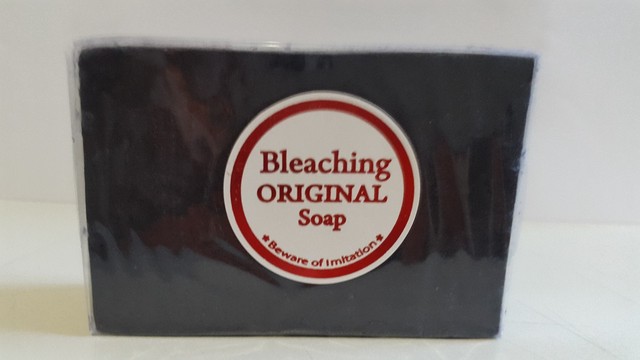 Bleaching
ORIGINAL
Soap
*Beware of Imitation*